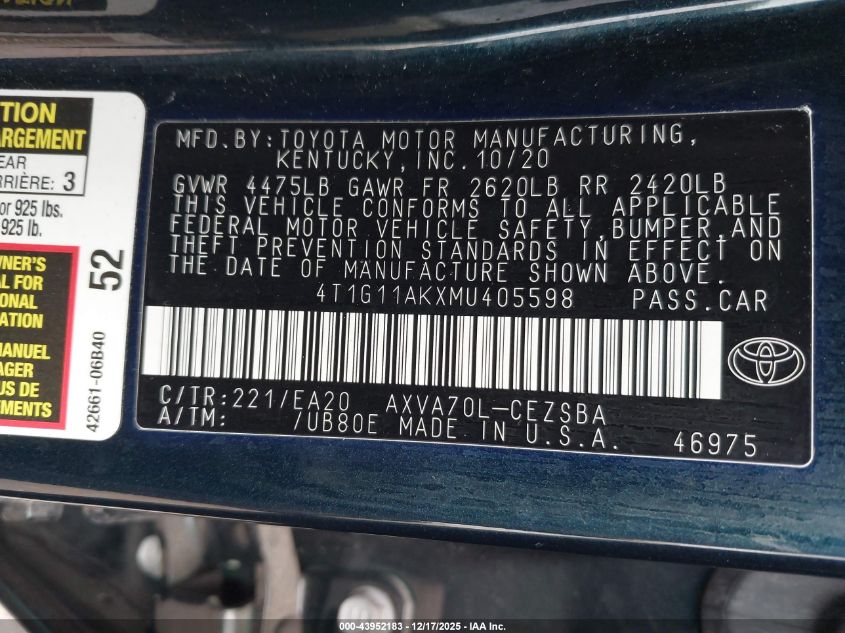 TION
ARGEMENT
EAR
RRIÈRE: 3
or 925 lbs.
925 lb.
WNER'S
AL FOR
IONAL
ATION
MANUEL
AGER
US DE
EMENTS
52
42661-06B40
MFD.BY:TOYOTA MOTOR MANUFACTURING,
KENTUCKY,INC.10/20
GVWR 4475LB GAWR FR 2620LB RR 2420LB
THIS VEHICLE CONFORMS TO ALL APPLICABLE
FEDERAL MOTOR VEHICLE SAFETY,BUMPER,AND
THEFT PREVENTION STANDARDS IN EFFECT ON
THE DATE OF MANUFACTURE SHOWN ABOVE.
4T1G11AKXMU405598 PASS.CAR
C/TR:221/EA20 AXVA70L-CEZSBA
A/TM: /UB80E MADE IN U.S.A. 46975
000-43952183 - 12/17/2025 - IAA Inc.